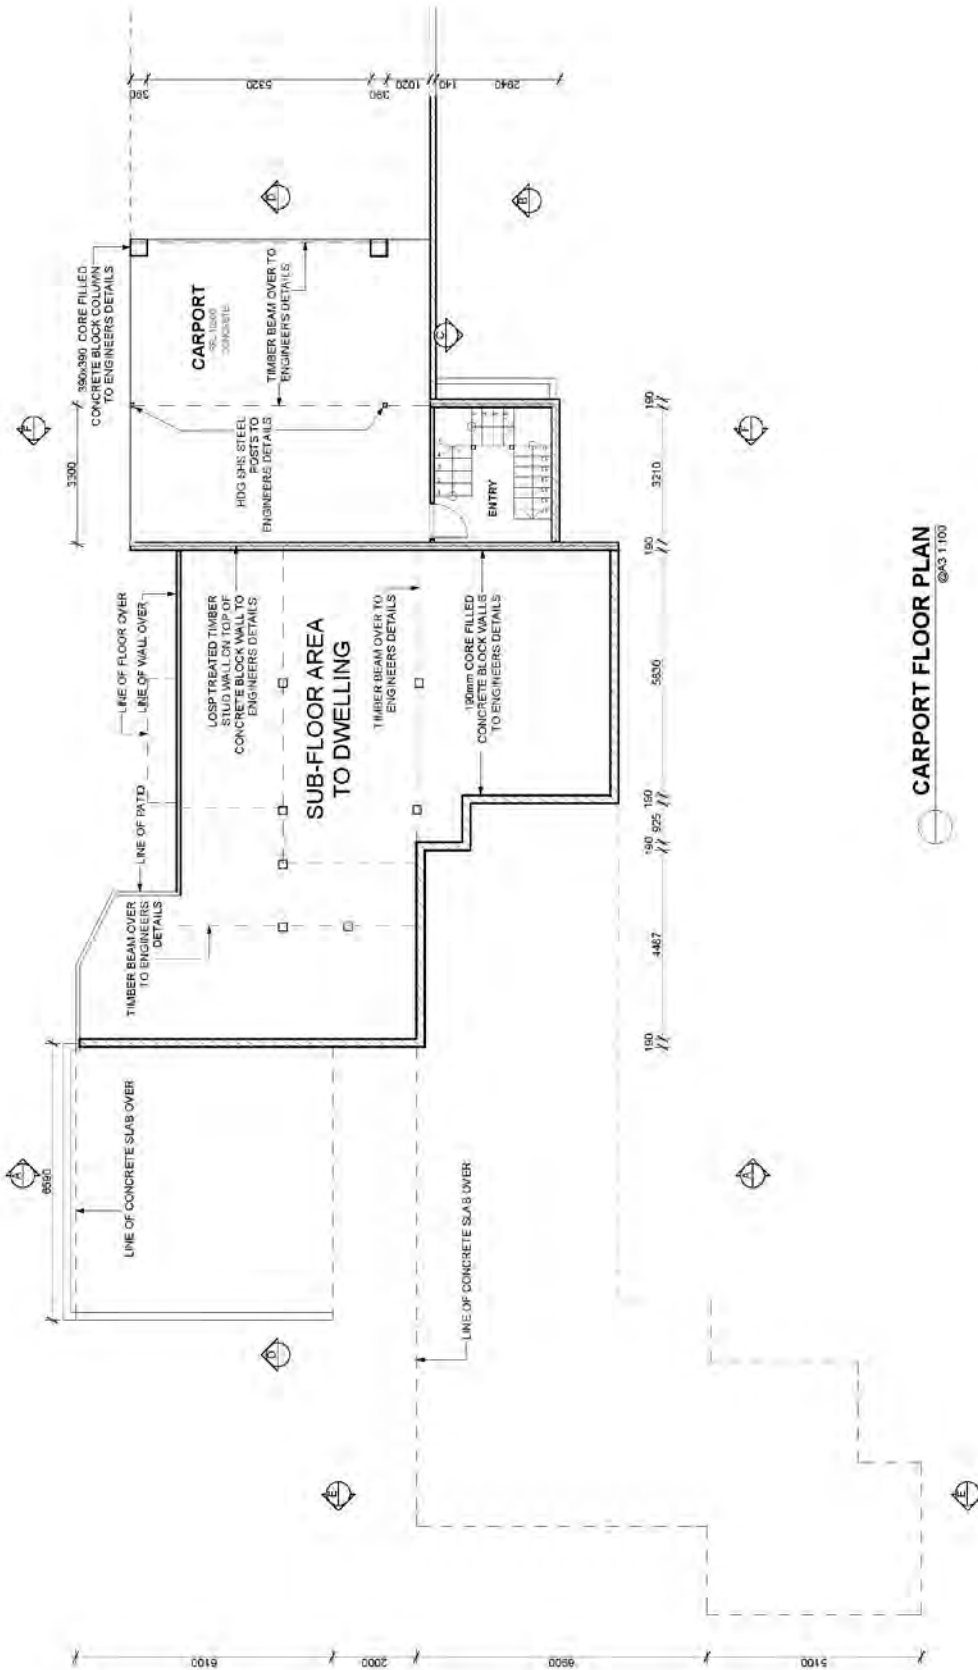 390
5320
390
1020
140
2940
390x390 CORE FILLED
CONCRETE BLOCK COLUMN
TO ENGINEERS DETAILS
D
B
CARPORT
CONCRETE
TIMBER BEAM OVER TO
ENGINEERS DETAILS
C
F
3300
HDG SHS STEEL
POSTS TO
ENGINEERS DETAILS
ENTRY
190
3210
190
F
LINE OF FLOOR OVER
LINE OF WALL OVER
LINE OF PATIO
LOSP TREATED TIMBER
STUD WALL ON TOP OF
CONCRETE BLOCK WALL TO
ENGINEERS DETAILS
SUB-FLOOR AREA
TO DWELLING
TIMBER BEAM OVER TO
ENGINEERS DETAILS
190mm CORE FILLED
CONCRETE BLOCK WALLS
TO ENGINEERS DETAILS
190
925
190
4487
190
TIMBER BEAM OVER
TO ENGINEERS
DETAILS
CARPORT FLOOR PLAN
@A3 1:100
A
6590
LINE OF CONCRETE SLAB OVER
LINE OF CONCRETE SLAB OVER
A
D
E
E
6100
2000
6900
5100